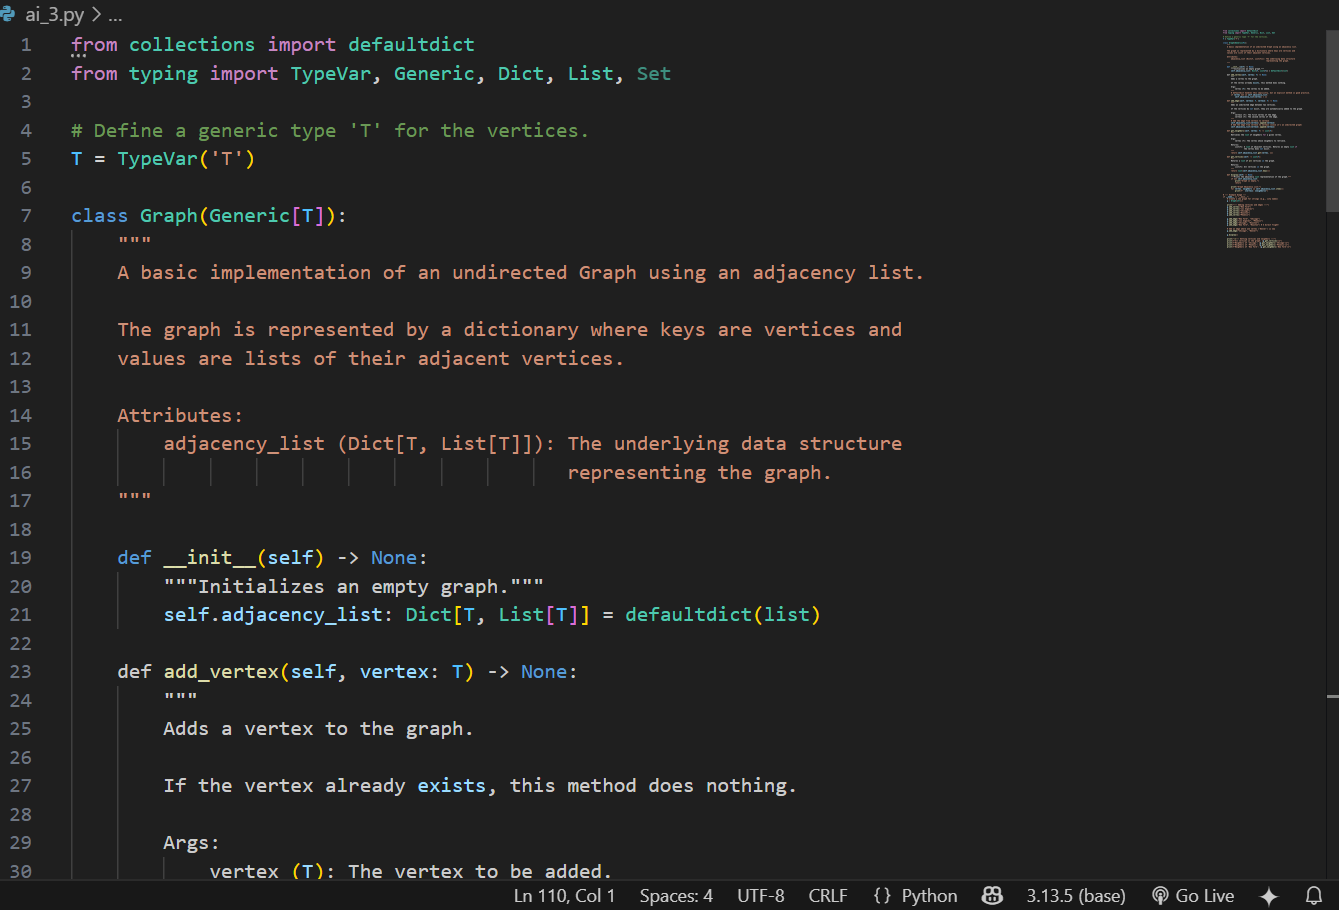 ai_3.py > ...
1 from collections import defaultdict
2 from typing import TypeVar, Generic, Dict, List, Set
3
4 # Define a generic type 'T' for the vertices.
5 T = TypeVar('T')
6
7 class Graph(Generic[T]):
8     """
9     A basic implementation of an undirected Graph using an adjacency list.
10
11     The graph is represented by a dictionary where keys are vertices and
12     values are lists of their adjacent vertices.
13
14     Attributes:
15         adjacency_list (Dict[T, List[T]]): The underlying data structure
16                                            representing the graph.
17     """
18
19     def __init__(self) -> None:
20         """Initializes an empty graph."""
21         self.adjacency_list: Dict[T, List[T]] = defaultdict(list)
22
23     def add_vertex(self, vertex: T) -> None:
24         """
25         Adds a vertex to the graph.
26
27         If the vertex already exists, this method does nothing.
28
29         Args:
30             vertex (T): The vertex to be added.
Ln 110, Col 1 Spaces: 4 UTF-8 CRLF {} Python 3.13.5 (base) Go Live